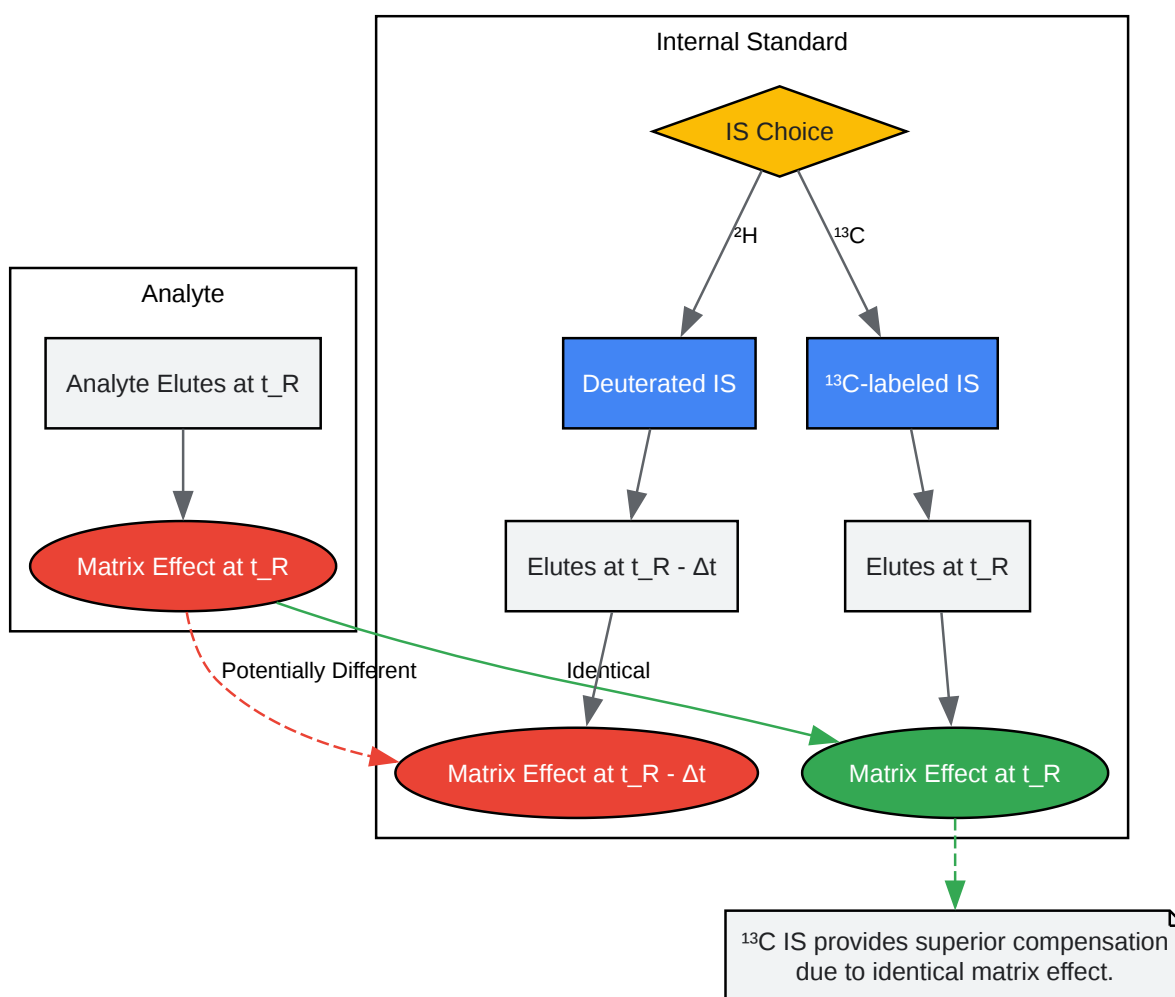 Internal Standard
IS Choice
²H
¹³C
Analyte
Analyte Elutes at t_R
Deuterated IS
¹³C-labeled IS
Matrix Effect at t_R
Elutes at t_R - Δt
Elutes at t_R
Potentially Different
Identical
Matrix Effect at t_R - Δt
Matrix Effect at t_R
¹³C IS provides superior compensation
due to identical matrix effect.